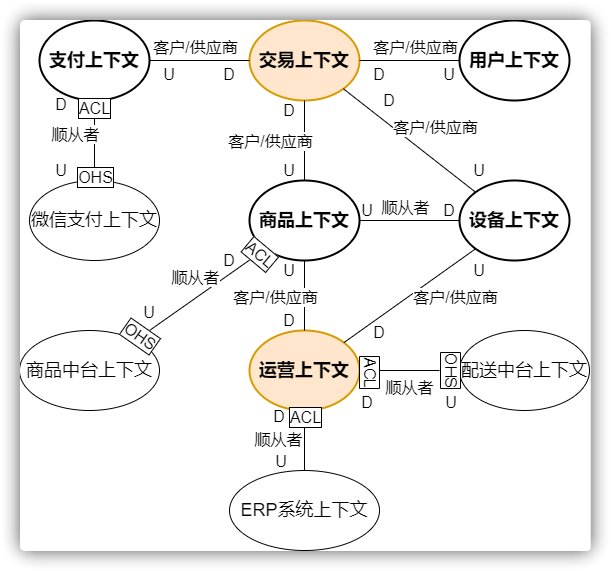 支付上下文
客户/供应商
U
D
交易上下文
客户/供应商
D
U
用户上下文
D
ACL
顺从者
U
OHS
微信支付上下文
D
客户/供应商
U
D
客户/供应商
U
商品上下文
U
顺从者
D
设备上下文
ACL
D
顺从者
U
OHS
商品中台上下文
U
客户/供应商
D
U
客户/供应商
D
运营上下文
ACL
D
顺从者
OHS
U
配送中台上下文
D
ACL
顺从者
U
ERP系统上下文